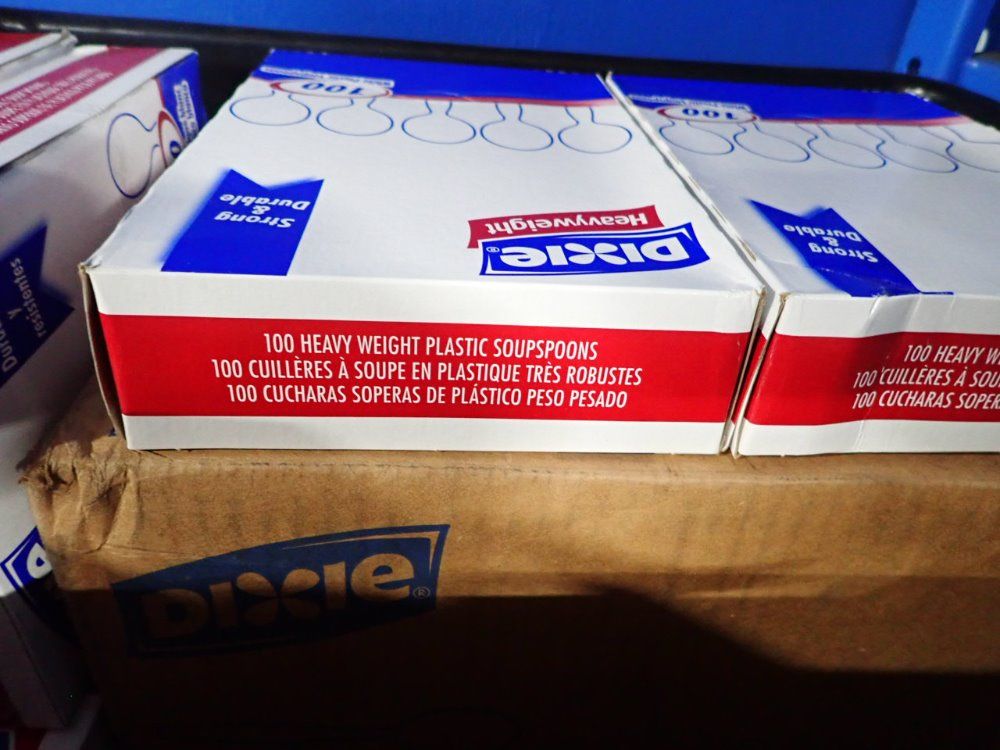 100
Strong
&
Durable
Heavyweight
DIXIE®
100 HEAVY WEIGHT PLASTIC SOUPSPOONS
100 CUILLÈRES À SOUPE EN PLASTIQUE TRÈS ROBUSTES
100 CUCHARAS SOPERAS DE PLÁSTICO PESO PESADO
100
Strong
&
Durable
100 HEAVY W
100 CUILLÈRES À SOU
100 CUCHARAS SOPER
Y
resistentes
DIXIE®